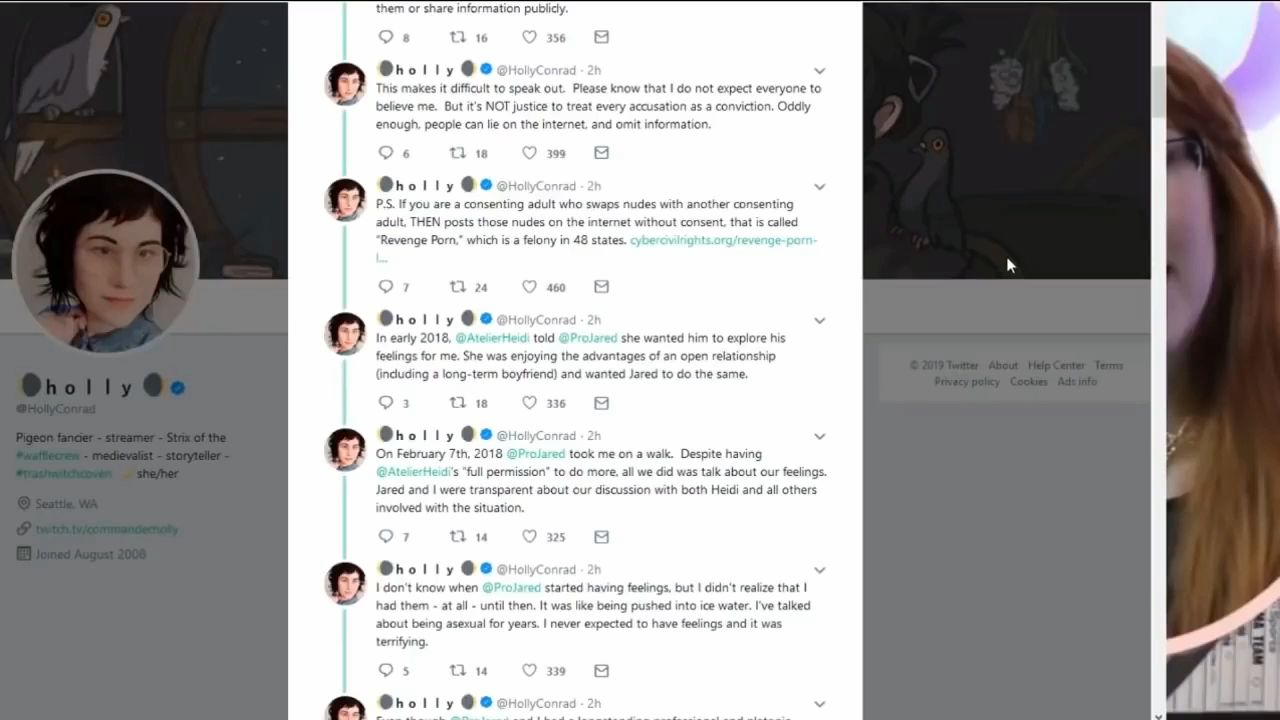 them or share information publicly.
8 16 356
h o l l y @HollyConrad · 2h
This makes it difficult to speak out. Please know that I do not expect everyone to
believe me. But it's NOT justice to treat every accusation as a conviction. Oddly
enough, people can lie on the internet, and omit information.
6 18 399
h o l l y @HollyConrad · 2h
P.S. If you are a consenting adult who swaps nudes with another consenting
adult, THEN posts those nudes on the internet without consent, that is called
"Revenge Porn," which is a felony in 48 states. cybercivilrights.org/revenge-porn-
l...
7 24 460
h o l l y @HollyConrad · 2h
In early 2018, @AtelierHeidi told @ProJared she wanted him to explore his
feelings for me. She was enjoying the advantages of an open relationship
(including a long-term boyfriend) and wanted Jared to do the same.
3 18 336
h o l l y @HollyConrad · 2h
On February 7th, 2018 @ProJared took me on a walk. Despite having
@AtelierHeidi's "full permission" to do more, all we did was talk about our feelings.
Jared and I were transparent about our discussion with both Heidi and all others
involved with the situation.
7 14 325
h o l l y @HollyConrad · 2h
I don't know when @ProJared started having feelings, but I didn't realize that I
had them - at all - until then. It was like being pushed into ice water. I've talked
about being asexual for years. I never expected to have feelings and it was
terrifying.
5 14 339
h o l l y @HollyConrad · 2h
Even though @ProJared and I had a longstanding professional and platonic
h o l l y
@HollyConrad
Pigeon fancier - streamer - Strix of the
#wafflecrew - medievalist - storyteller -
#trashwitchcoven she/her
Seattle, WA
twitch.tv/commanderholly
Joined August 2008
© 2019 Twitter About Help Center Terms
Privacy policy Cookies Ads info
TEAM